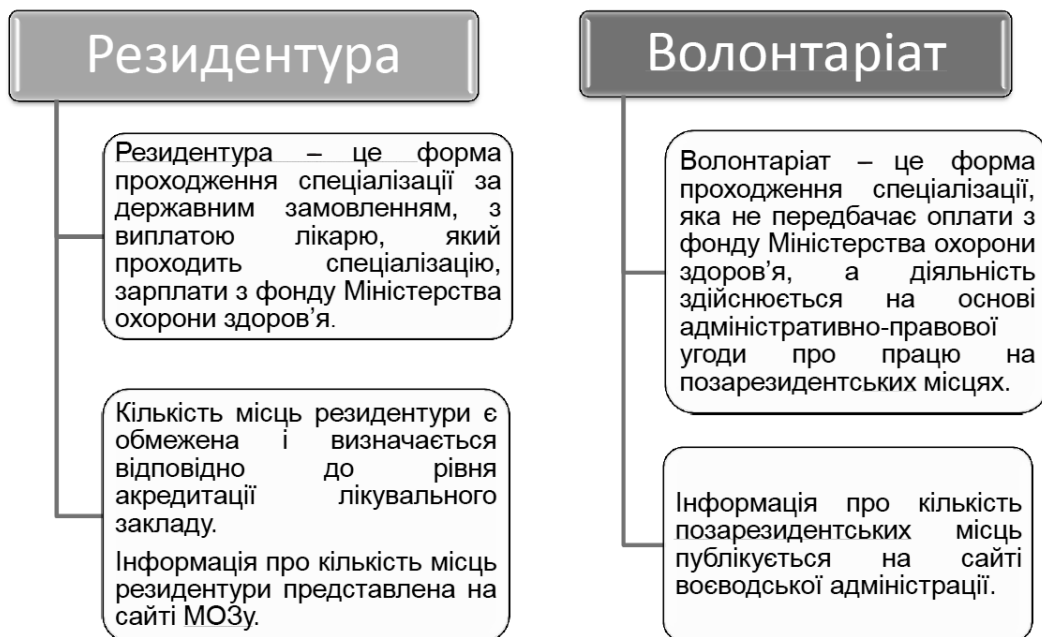 Резидентура
Резидентура – це форма
проходження спеціалізації за
державним замовленням, з
виплатою лікарю, який
проходить спеціалізацію,
зарплати з фонду Міністерства
охорони здоров’я.
Кількість місць резидентури є
обмежена і визначається
відповідно до рівня
акредитації лікувального
закладу.
Інформація про кількість місць
резидентури представлена на
сайті МОЗу.
Волонтаріат
Волонтаріат – це форма
проходження спеціалізації,
яка не передбачає оплати з
фонду Міністерства охорони
здоров’я, а діяльність
здійснюється на основі
адміністративно-правової
угоди про працю на
позарезидентських місцях.
Інформація про кількість
позарезидентських місць
публікується на сайті
воєводської адміністрації.